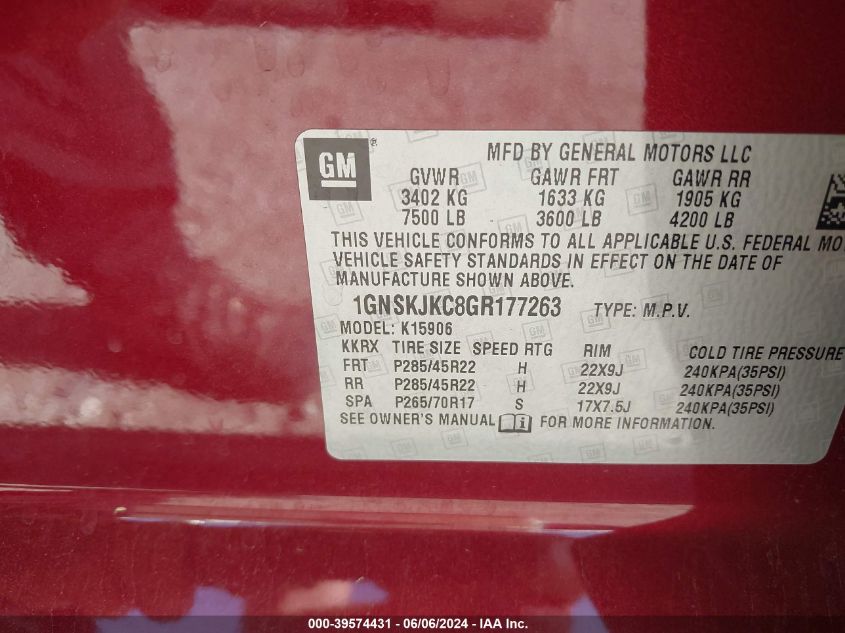 GM ®
MFD BY GENERAL MOTORS LLC
GVWR GAWR FRT GAWR RR
3402 KG 1633 KG 1905 KG
7500 LB 3600 LB 4200 LB
THIS VEHICLE CONFORMS TO ALL APPLICABLE U.S. FEDERAL MO
VEHICLE SAFETY STANDARDS IN EFFECT ON THE DATE OF
MANUFACTURE SHOWN ABOVE.
1GNSKJKC8GR177263 TYPE: M.P.V.
MODEL: K15906
KKRX TIRE SIZE SPEED RTG RIM COLD TIRE PRESSURE
FRT P285/45R22 H 22X9J 240KPA(35PSI)
RR P285/45R22 H 22X9J 240KPA(35PSI)
SPA P265/70R17 S 17X7.5J 240KPA(35PSI)
SEE OWNER'S MANUAL i FOR MORE INFORMATION.
000-39574431 - 06/06/2024 - IAA Inc.